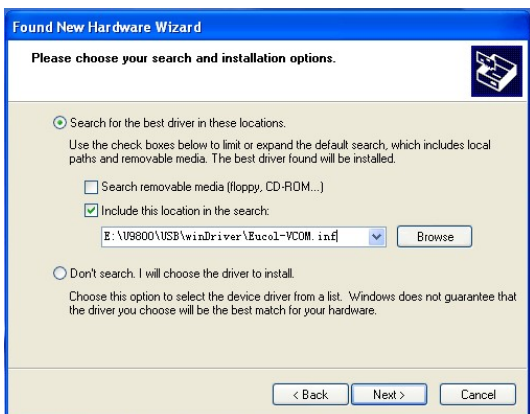 Found New Hardware Wizard
Please choose your search and installation options.
Search for the best driver in these locations.
Use the check boxes below to limit or expand the default search, which includes local
paths and removable media. The best driver found will be installed.
Search removable media (floppy, CD-ROM...)
Include this location in the search:
E:\U9800\USB\winDriver\Eucol-VCOM.inf
Browse
Don't search. I will choose the driver to install.
Choose this option to select the device driver from a list. Windows does not guarantee that
the driver you choose will be the best match for your hardware.
< Back
Next >
Cancel